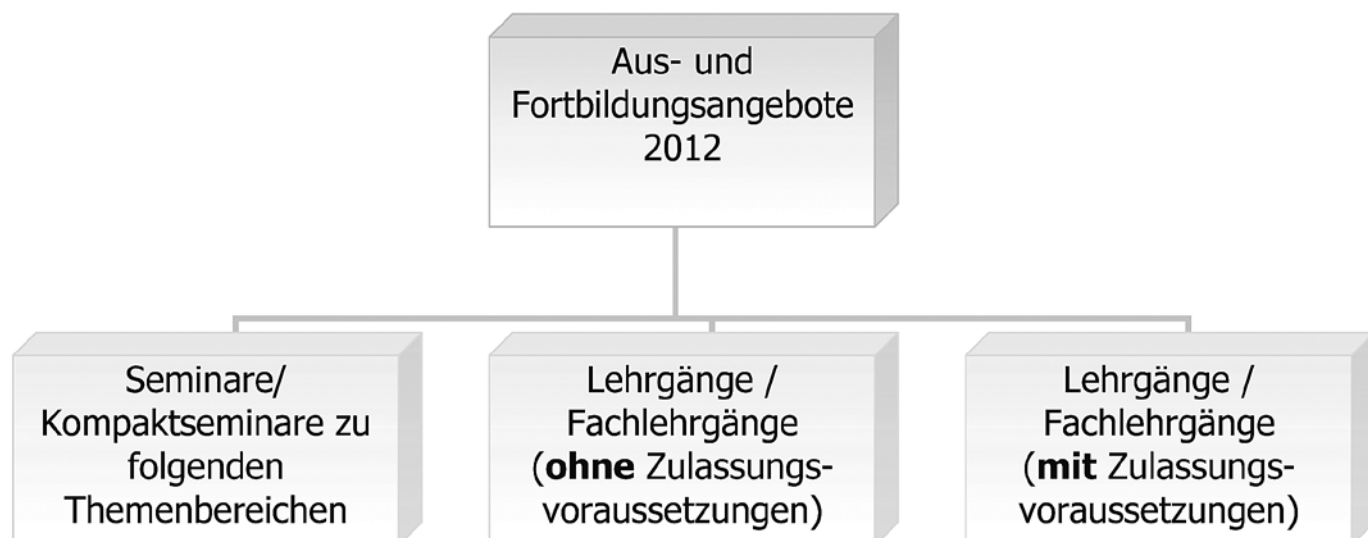 Aus- und
Fortbildungsangebote
2012
Seminare/
Kompaktseminare zu
folgenden
Themenbereichen
Lehrgänge /
Fachlehrgänge
(ohne Zulassungs-
voraussetzungen)
Lehrgänge /
Fachlehrgänge
(mit Zulassungs-
voraussetzungen)